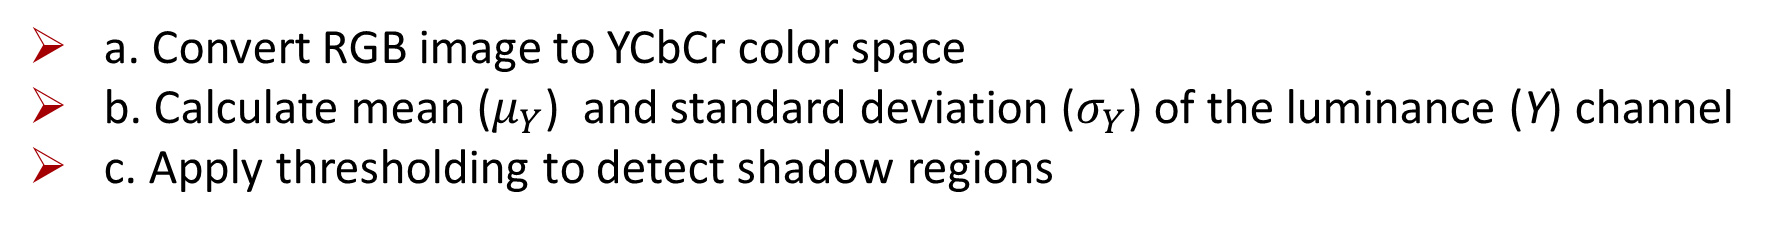 a. Convert RGB image to YCbCr color space
b. Calculate mean (μ_Y) and standard deviation (σ_Y) of the luminance (Y) channel
c. Apply thresholding to detect shadow regions